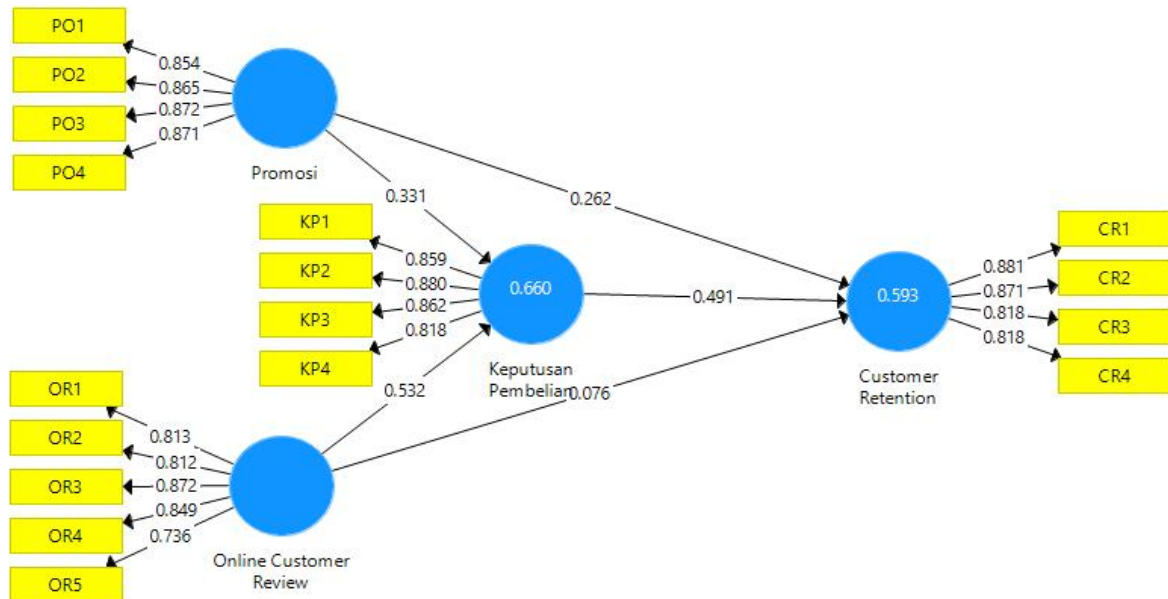 PO1
0.854
PO2
0.865
PO3
0.872
PO4
0.871
Promosi
0.331
0.262
KP1
0.859
KP2
0.880
KP3
0.862
KP4
0.818
0.660
Keputusan
Pembelian
0.491
0.593
Customer
Retention
CR1
0.881
CR2
0.871
CR3
0.818
CR4
0.818
0.532
0.076
OR1
0.813
OR2
0.812
OR3
0.872
OR4
0.849
OR5
0.736
Online Customer
Review